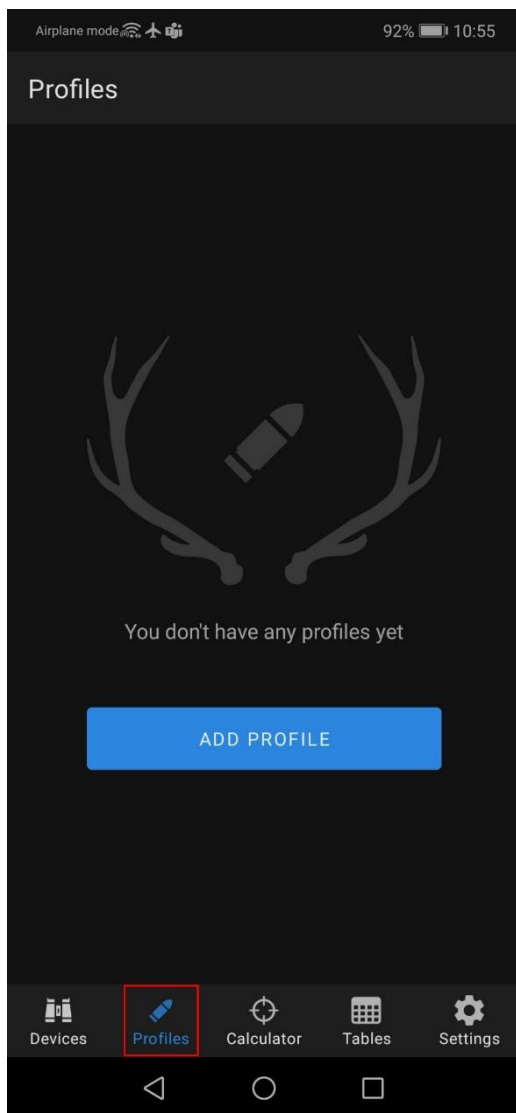 Airplane mode 92% 10:55
Profiles
You don't have any profiles yet
ADD PROFILE
Devices Profiles Calculator Tables Settings